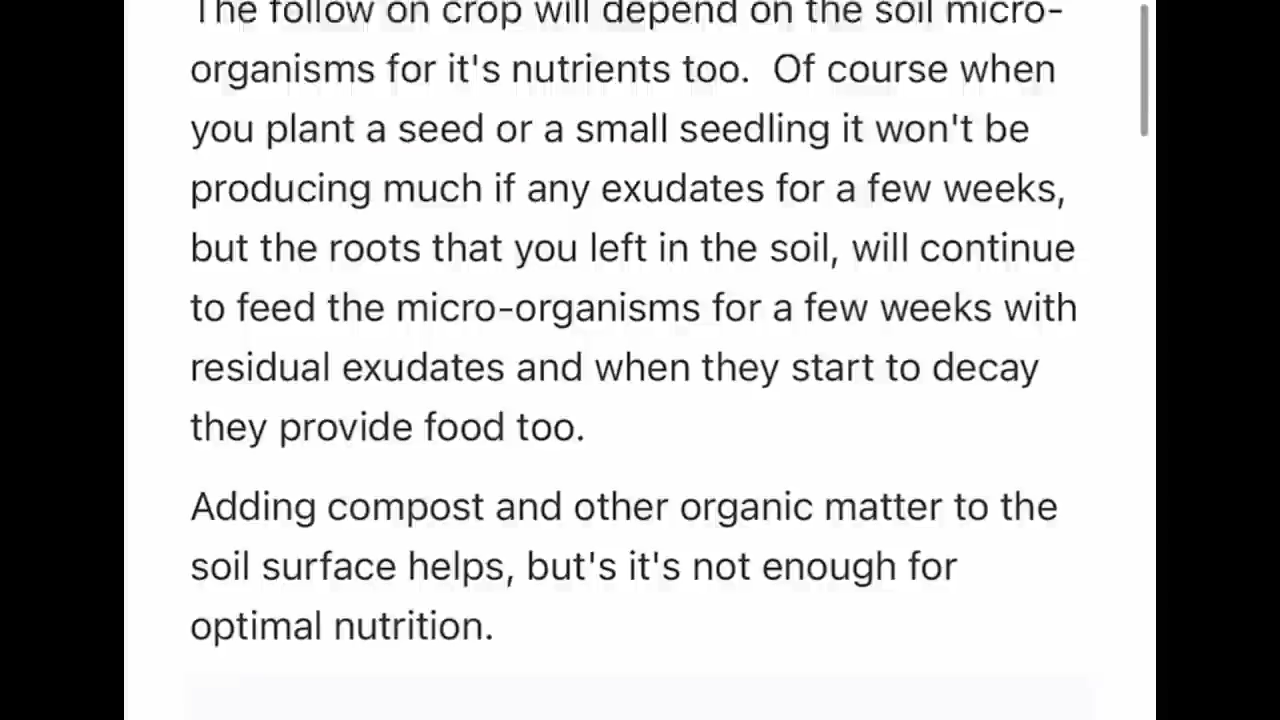 The follow on crop will depend on the soil micro-
organisms for it's nutrients too.  Of course when
you plant a seed or a small seedling it won't be
producing much if any exudates for a few weeks,
but the roots that you left in the soil, will continue
to feed the micro-organisms for a few weeks with
residual exudates and when they start to decay
they provide food too.
Adding compost and other organic matter to the
soil surface helps, but's it's not enough for
optimal nutrition.